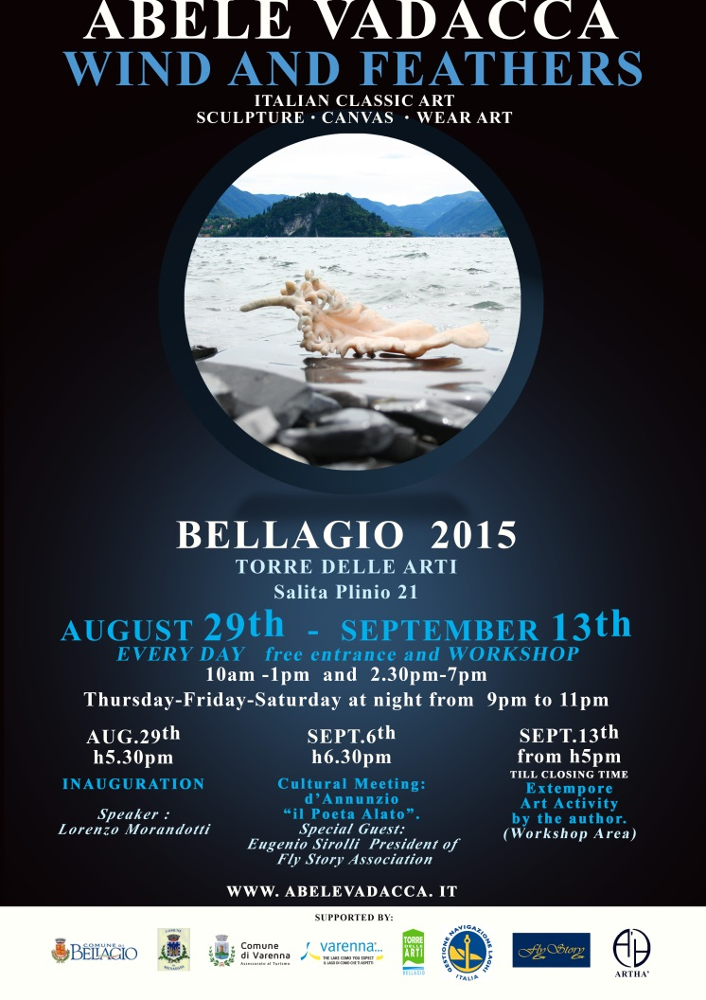 ABELE VADACCA
WIND AND FEATHERS
ITALIAN CLASSIC ART
SCULPTURE · CANVAS · WEAR ART
BELLAGIO 2015
TORRE DELLE ARTI
Salita Plinio 21
AUGUST 29th - SEPTEMBER 13th
EVERY DAY free entrance and WORKSHOP
10am -1pm and 2.30pm-7pm
Thursday-Friday-Saturday at night from 9pm to 11pm
AUG.29th
h5.30pm
INAUGURATION
Speaker :
Lorenzo Morandotti
SEPT.6th
h6.30pm
Cultural Meeting:
d'Annunzio
“il Poeta Alato”.
Special Guest:
Eugenio Sirolli President of
Fly Story Association
SEPT.13th
from h5pm
TILL CLOSING TIME
Extempore
Art Activity
by the author.
(Workshop Area)
WWW. ABELEVADACCA. IT
SUPPORTED BY:
COMUNE DI
BELLAGIO
COMUNE
Comune
di Varenna
Assessorato al Turismo
varenna:..
THE LAKE COMO YOU EXPECT
IL LAGO DI COMO CHE TI ASPETTI
TORRE
DELLE
ARTI
BELLAGIO
GESTIONE NAVIGAZIONE LAGHI
ITALIA
Fly Story
ARTHA'